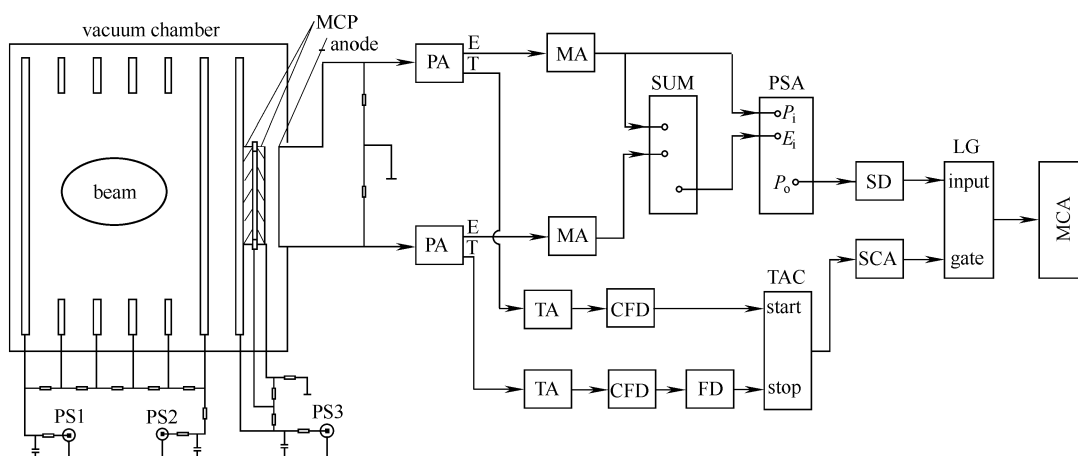 vacuum chamber
MCP
anode
beam
PS1
PS2
PS3
PA
E
T
MA
SUM
PSA
Pi
Ei
Po
SD
LG
input
gate
MCA
PA
E
T
MA
SCA
TAC
start
stop
TA
CFD
TA
CFD
FD